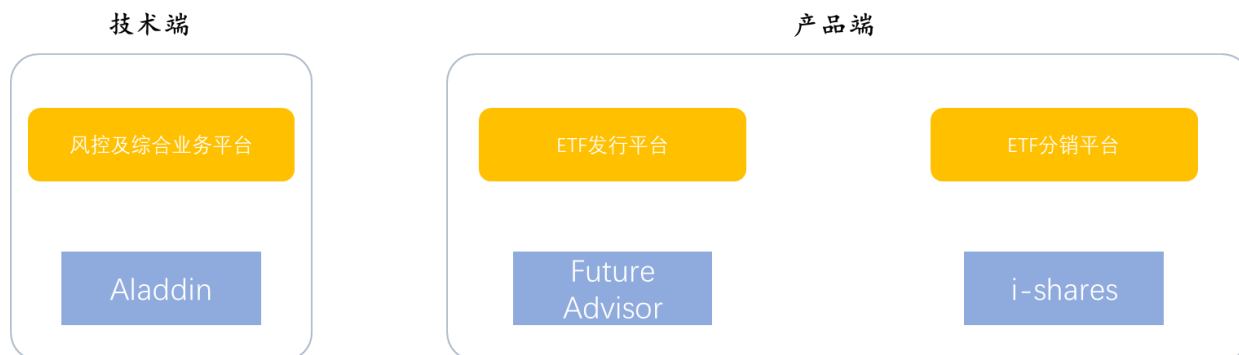 技术端
产品端
风控及综合业务平台
ETF发行平台
ETF分销平台
Aladdin
Future
Advisor
i-shares